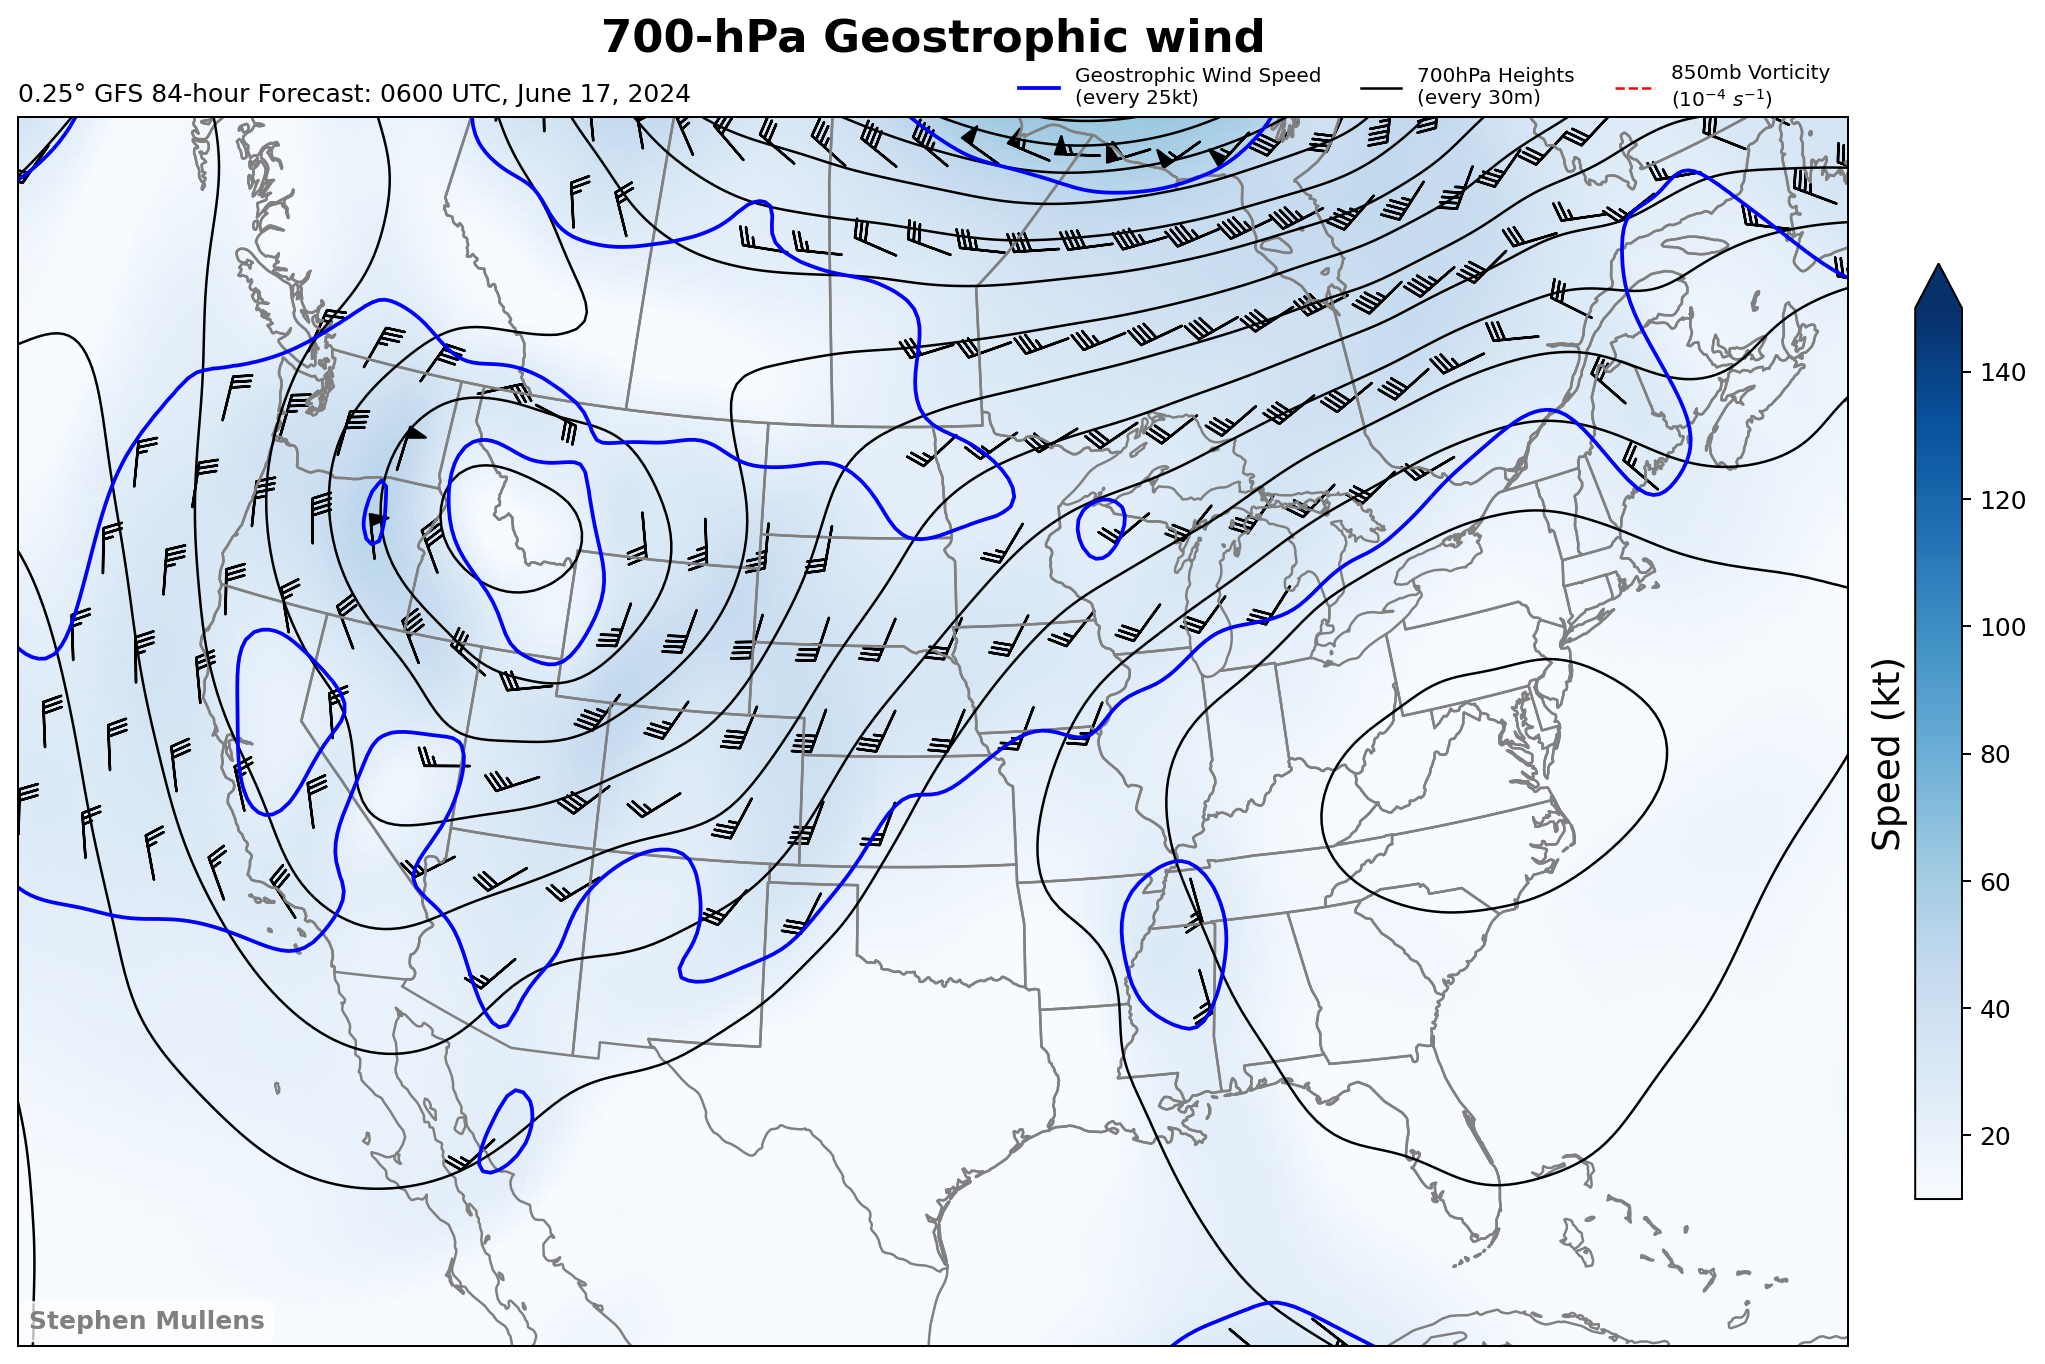 700-hPa Geostrophic wind
0.25° GFS 84-hour Forecast: 0600 UTC, June 17, 2024
Geostrophic Wind Speed
(every 25kt)
700hPa Heights
(every 30m)
850mb Vorticity
(10⁻⁴ s⁻¹)
140
120
100
80
60
40
20
Speed (kt)
Stephen Mullens